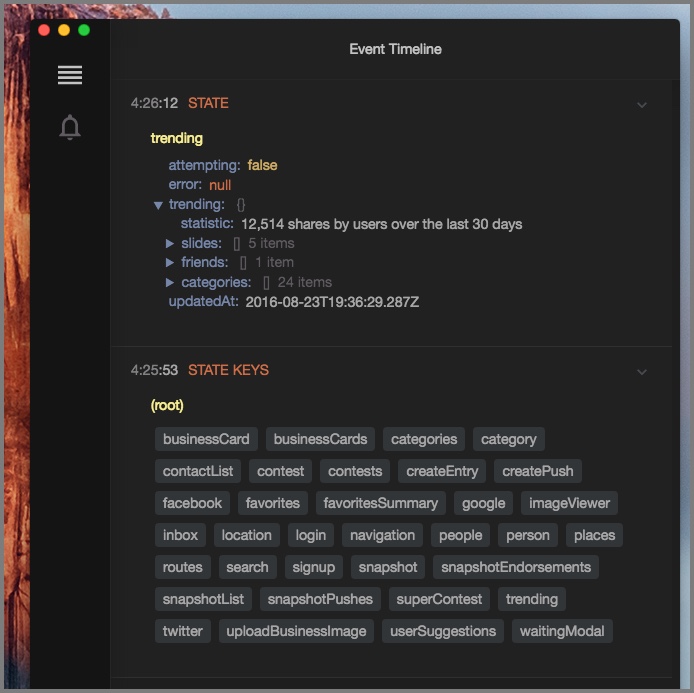 Event Timeline
4:26:12 STATE
trending
attempting: false
error: null
trending: {}
statistic: 12,514 shares by users over the last 30 days
slides: [] 5 items
friends: [] 1 item
categories: [] 24 items
updatedAt: 2016-08-23T19:36:29.287Z
4:25:53 STATE KEYS
(root)
businessCard businessCards categories category
contactList contest contests createEntry createPush
facebook favorites favoritesSummary google imageViewer
inbox location login navigation people person places
routes search signup snapshot snapshotEndorsements
snapshotList snapshotPushes superContest trending
twitter uploadBusinessImage userSuggestions waitingModal